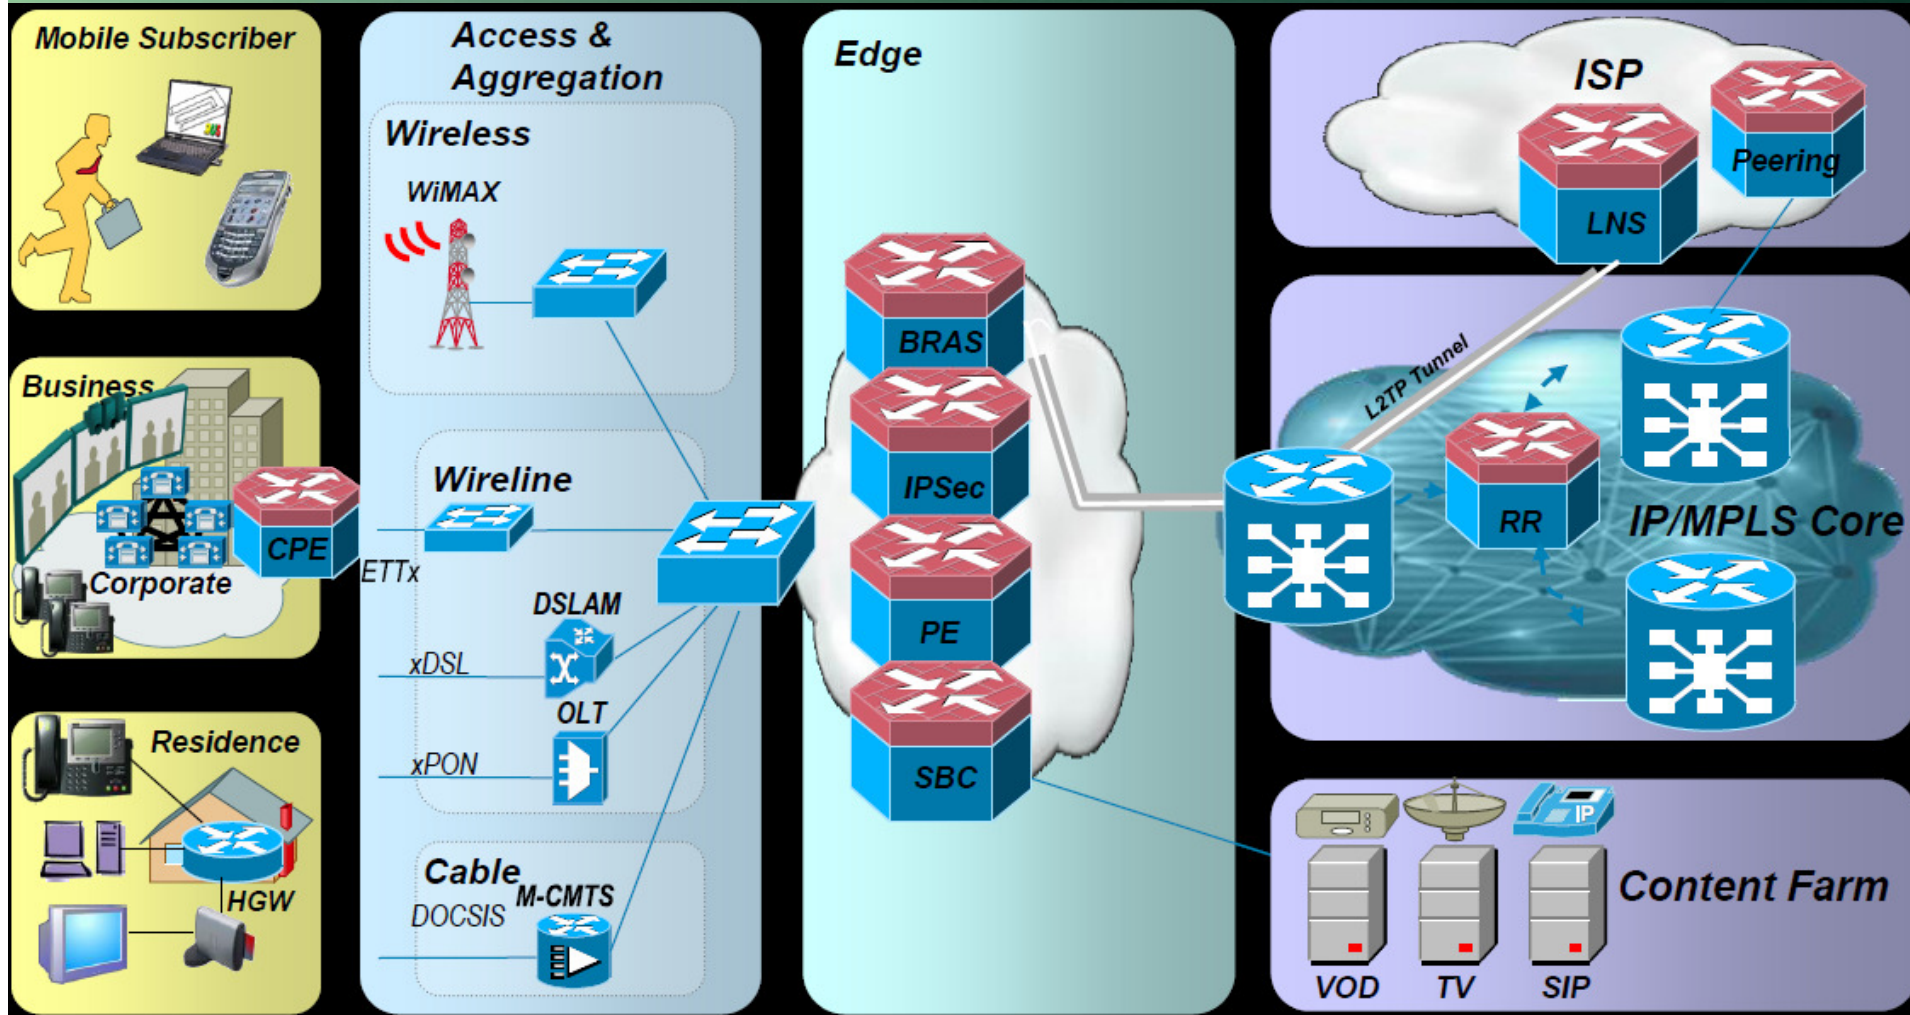 Mobile Subscriber
Business
Corporate
CPE
Residence
HGW
Access &
Aggregation
Wireless
WiMAX
Wireline
ETTx
DSLAM
xDSL
OLT
xPON
Cable
M-CMTS
DOCSIS
Edge
BRAS
IPSec
PE
SBC
ISP
Peering
LNS
L2TP Tunnel
RR
IP/MPLS Core
IP
Content Farm
VOD
TV
SIP